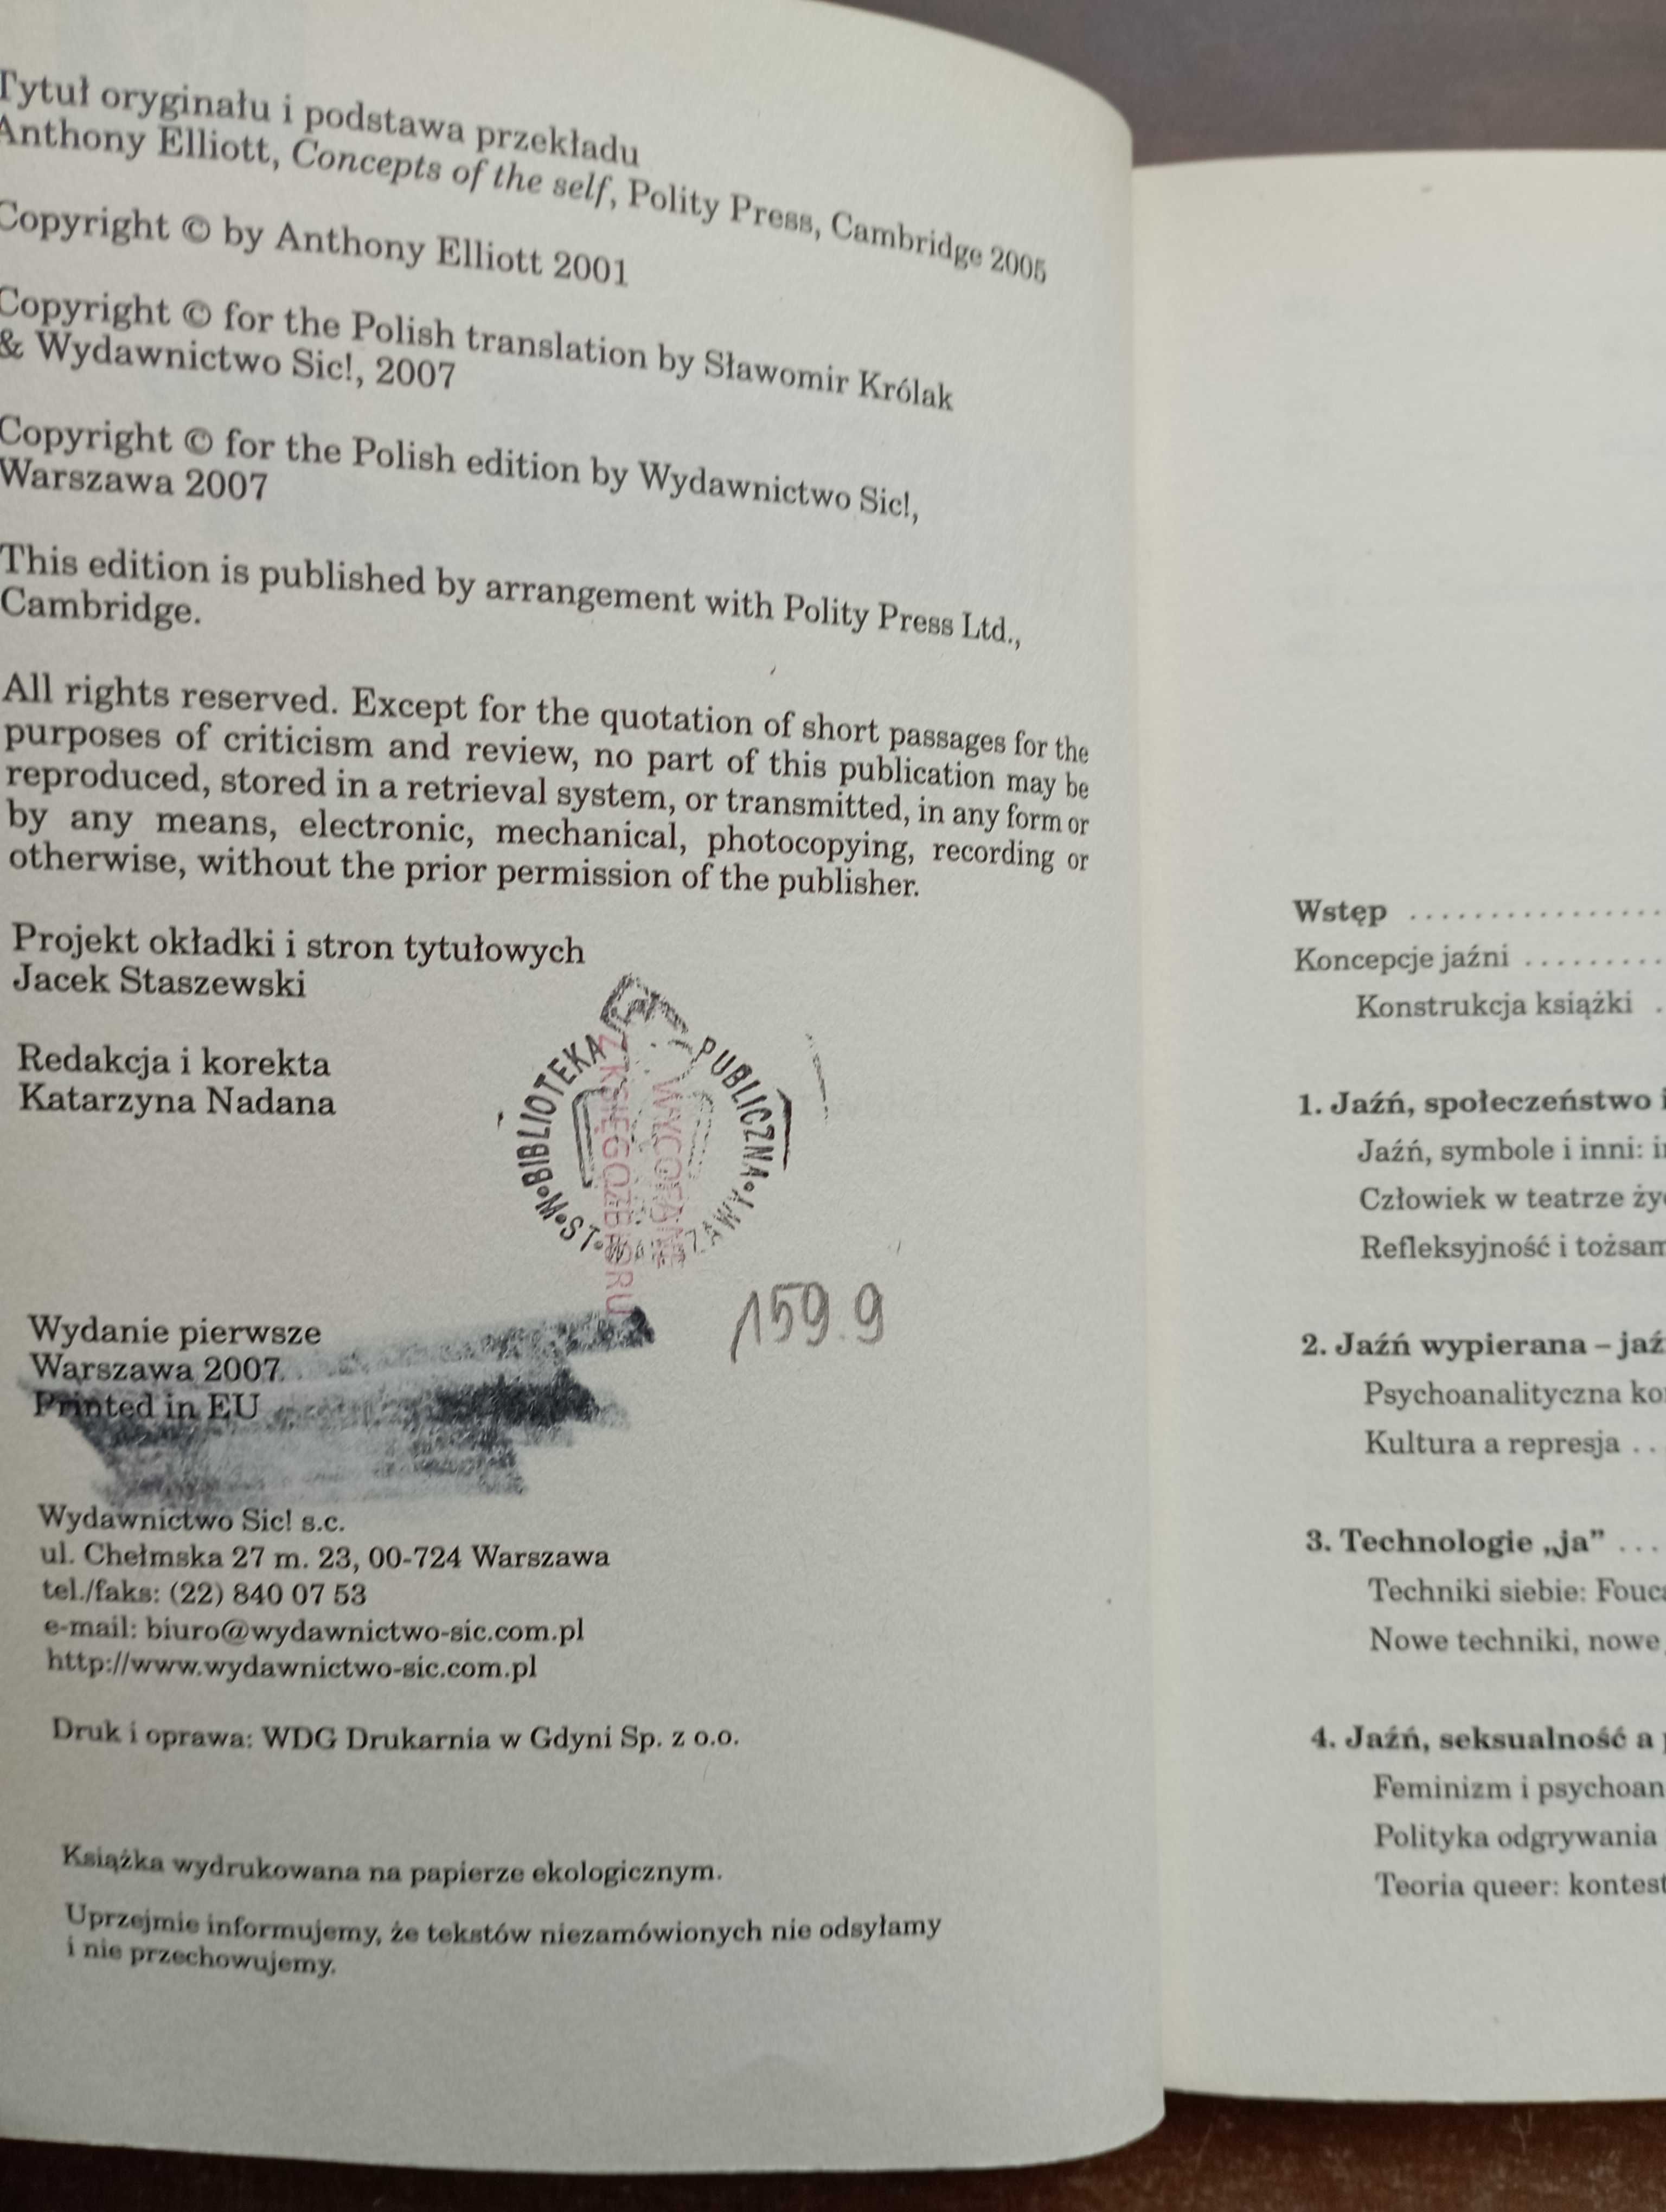 Tytuł oryginału i podstawa przekładu
Anthony Elliott, Concepts of the self, Polity Press, Cambridge 2005
Copyright © by Anthony Elliott 2001
Copyright © for the Polish translation by Sławomir Królak
& Wydawnictwo Sic!, 2007
Copyright © for the Polish edition by Wydawnictwo Sic!,
Warszawa 2007
This edition is published by arrangement with Polity Press Ltd.,
Cambridge.
All rights reserved. Except for the quotation of short passages for the
purposes of criticism and review, no part of this publication may be
reproduced, stored in a retrieval system, or transmitted, in any form or
by any means, electronic, mechanical, photocopying, recording or
otherwise, without the prior permission of the publisher.
Projekt okładki i stron tytułowych
Jacek Staszewski
Redakcja i korekta
Katarzyna Nadana
BIBLIOTEKA PUBLICZNA
M•ST•
WYCOFANE
Z KSIĘGOZBIORU
159.9
Wydanie pierwsze
Warszawa 2007
Printed in EU
Wydawnictwo Sic! s.c.
ul. Chełmska 27 m. 23, 00-724 Warszawa
tel./faks: (22) 840 07 53
e-mail: biuro@wydawnictwo-sic.com.pl
http://www.wydawnictwo-sic.com.pl
Druk i oprawa: WDG Drukarnia w Gdyni Sp. z o.o.
Książka wydrukowana na papierze ekologicznym.
Uprzejmie informujemy, że tekstów niezamówionych nie odsyłamy
i nie przechowujemy.
Wstęp ................
Koncepcje jaźni .........
Konstrukcja książki .
1. Jaźń, społeczeństwo i
Jaźń, symbole i inni:
Człowiek w teatrze
Refleksyjność i
2. Jaźń wypierana –
Psychoanalityczna
Kultura a represja ..
3. Technologie „ja” ...
Techniki siebie:
Nowe techniki, nowe
4. Jaźń, seksualność a
Feminizm i
Polityka odgrywania
Teoria queer: